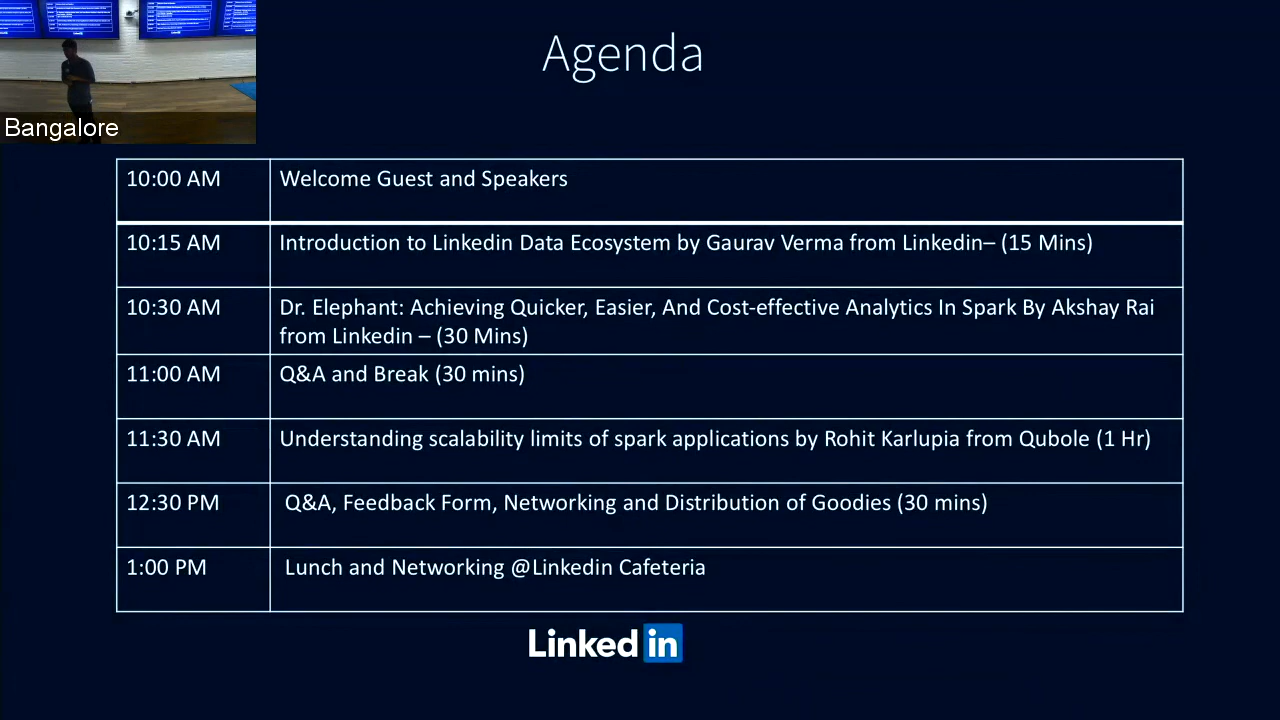 Agenda
Bangalore
10:00 AM Welcome Guest and Speakers
10:15 AM Introduction to Linkedin Data Ecosystem by Gaurav Verma from Linkedin– (15 Mins)
10:30 AM Dr. Elephant: Achieving Quicker, Easier, And Cost-effective Analytics In Spark By Akshay Rai
from Linkedin – (30 Mins)
11:00 AM Q&A and Break (30 mins)
11:30 AM Understanding scalability limits of spark applications by Rohit Karlupia from Qubole (1 Hr)
12:30 PM Q&A, Feedback Form, Networking and Distribution of Goodies (30 mins)
1:00 PM Lunch and Networking @Linkedin Cafeteria
Linked in